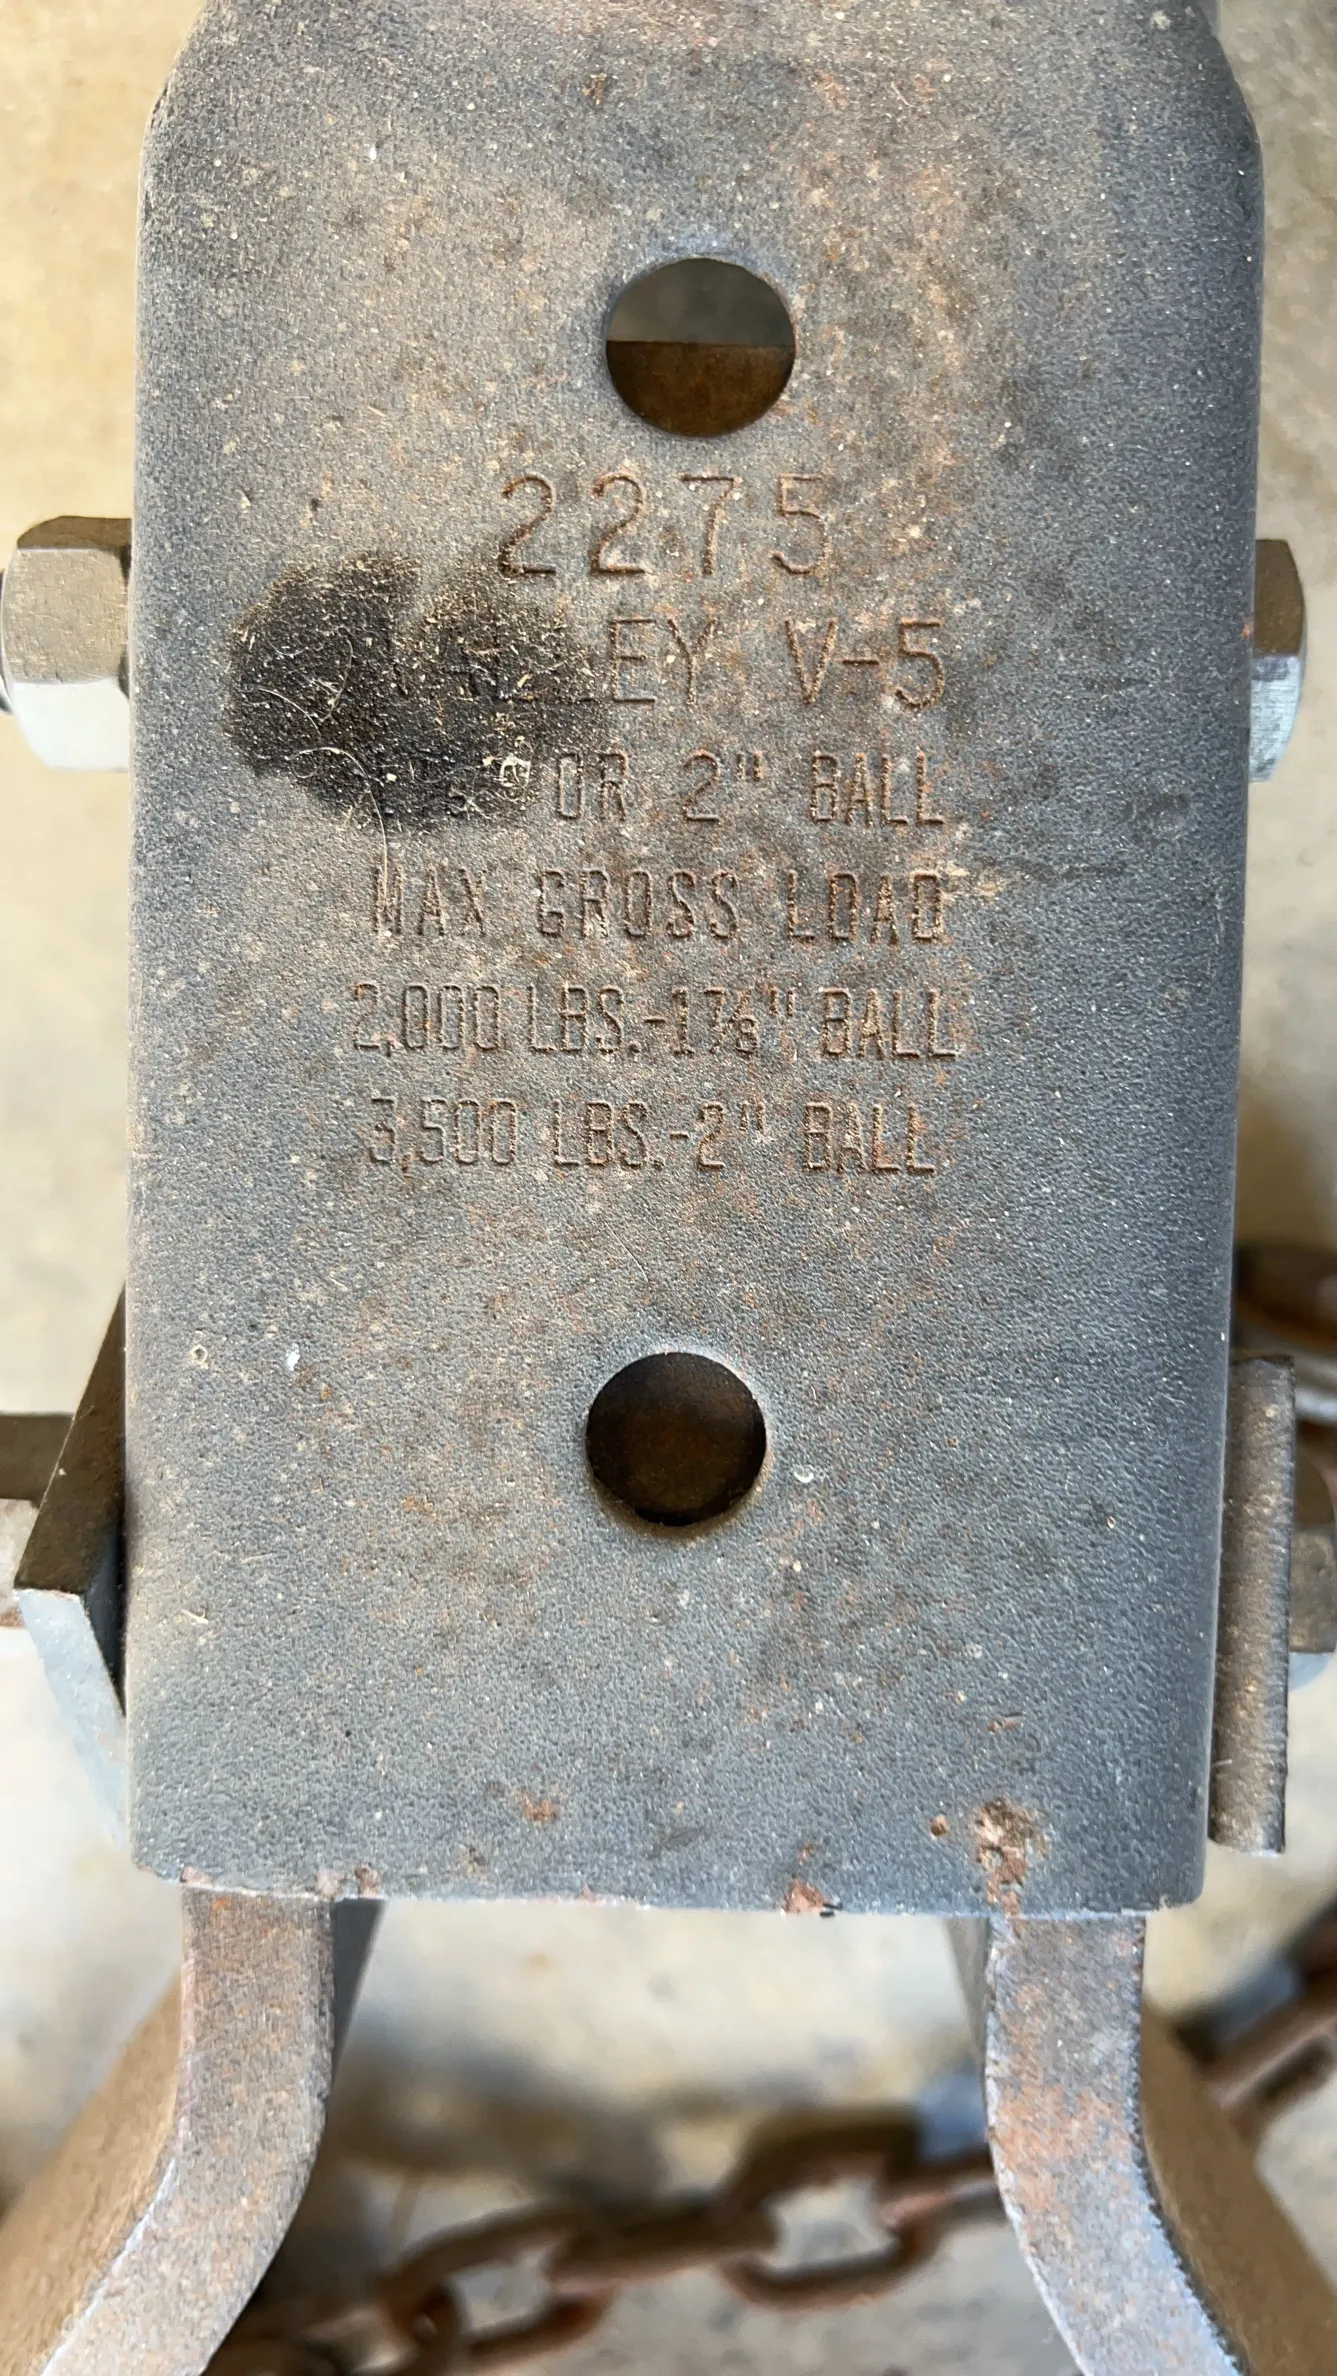 2275
V-5
OR 2" BALL
MAX GROSS LOAD
2,000 LBS.-1⅞" BALL
3,500 LBS.-2" BALL